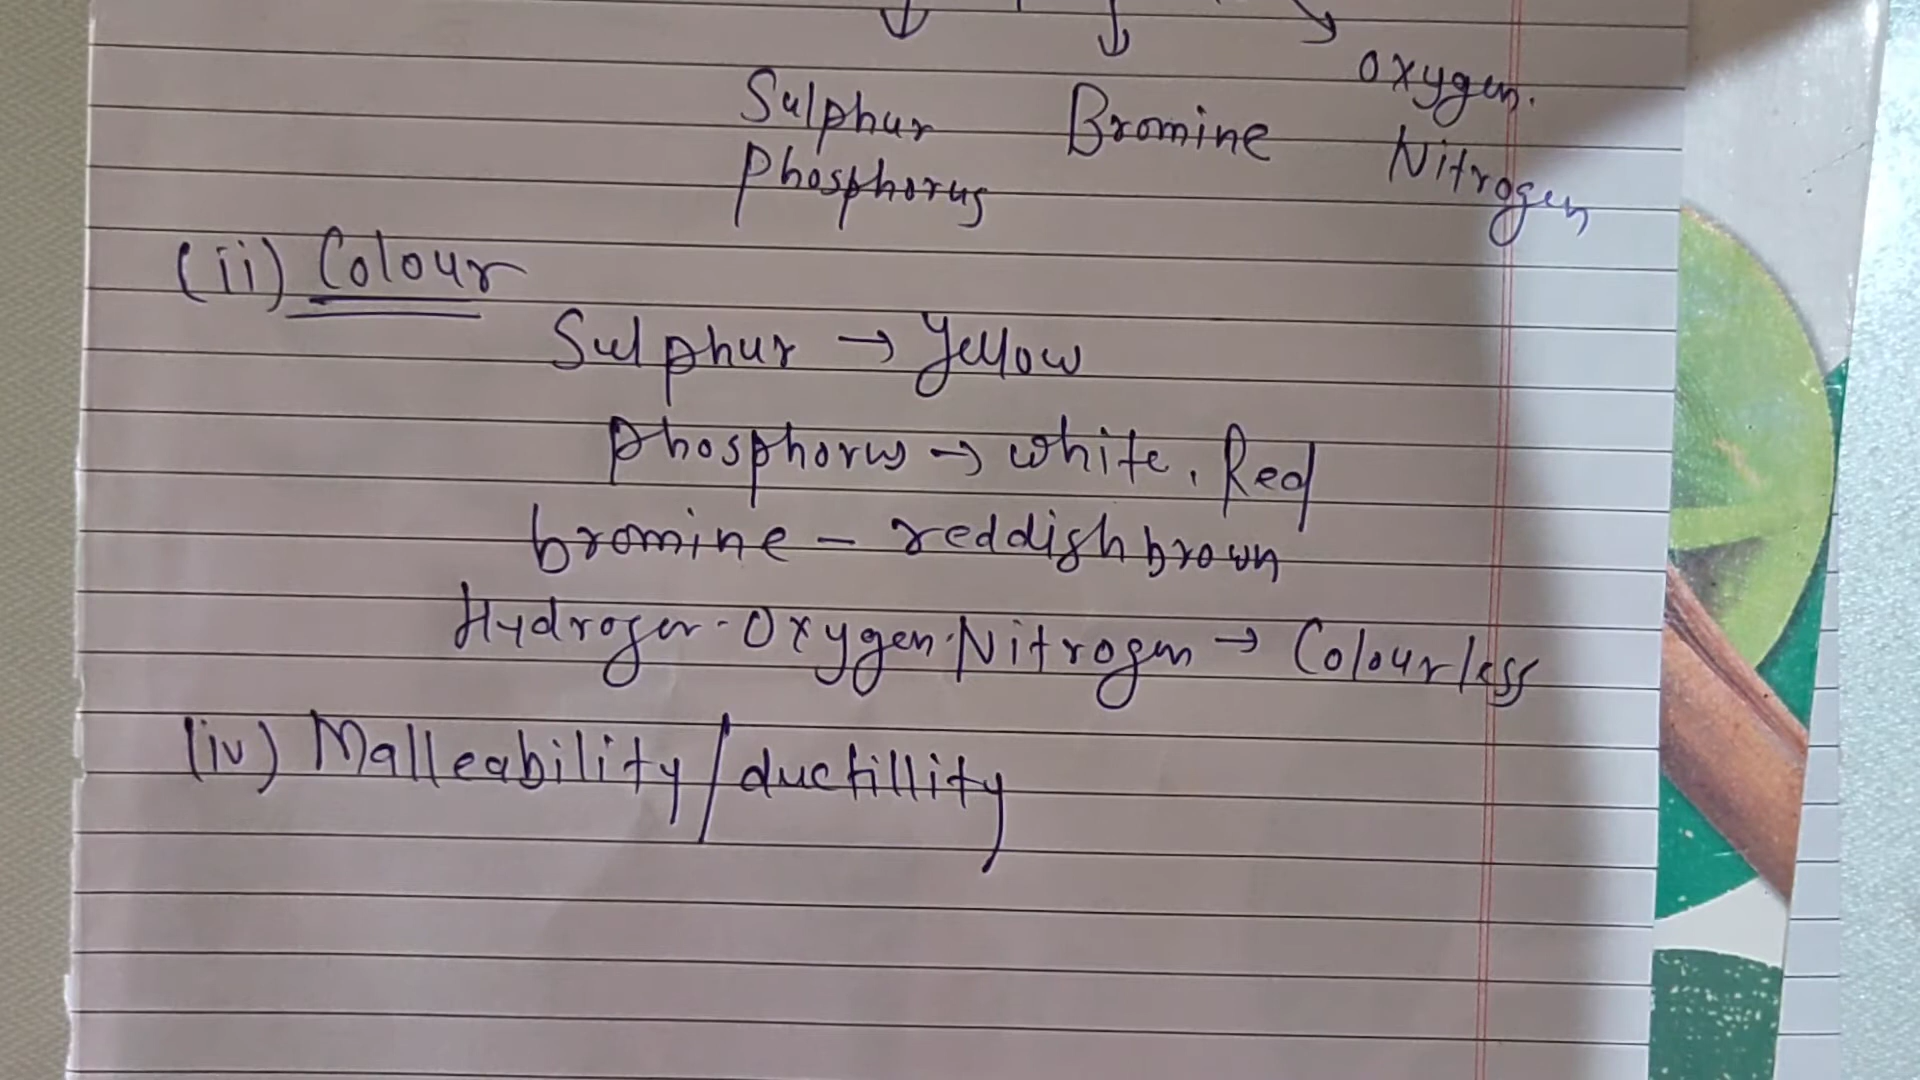 Sulphur Bromine oxygen.
Phosphorus Nitrogen
(ii) Colour
Sulphur → Yellow
Phosphorus → white, Red
bromine – reddish brown
Hydrogen - Oxygen - Nitrogen → Colourless
(iv) Malleability / ductillity